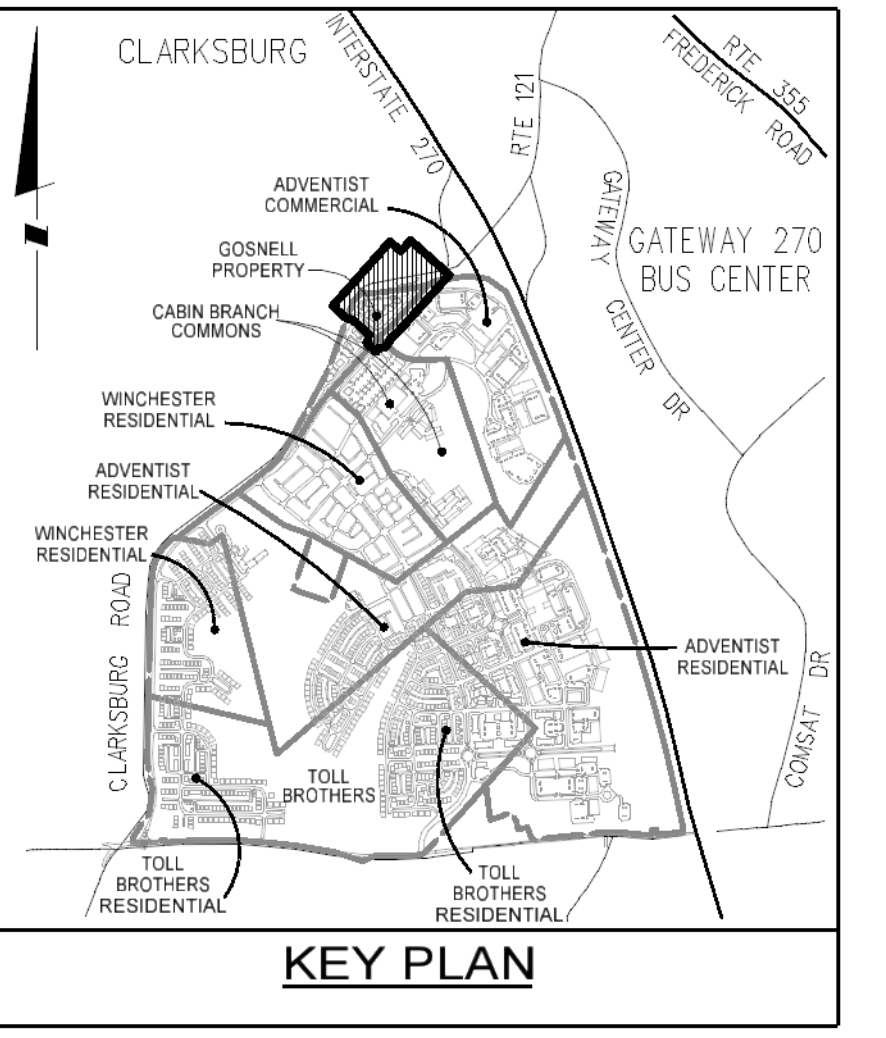 CLARKSBURG
INTERSTATE 270
RTE 121
RTE 355
FREDERICK ROAD
ADVENTIST
COMMERCIAL
GOSNELL
PROPERTY
CABIN BRANCH
COMMONS
GATEWAY CENTER DR
GATEWAY 270
BUS CENTER
WINCHESTER
RESIDENTIAL
ADVENTIST
RESIDENTIAL
WINCHESTER
RESIDENTIAL
CLARKSBURG ROAD
ADVENTIST
RESIDENTIAL
COMSAT DR
TOLL
BROTHERS
TOLL
BROTHERS
RESIDENTIAL
TOLL
BROTHERS
RESIDENTIAL
KEY PLAN